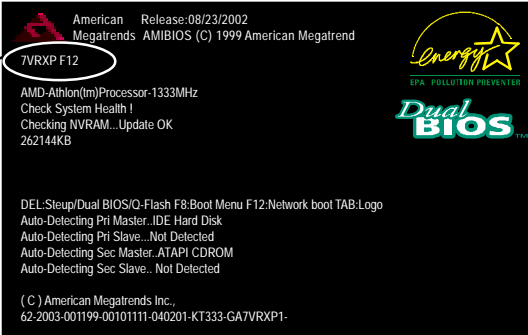 American Release:08/23/2002
Megatrends AMIBIOS (C) 1999 American Megatrend
7VRXP F12
energy
EPA POLLUTION PREVENTER
AMD-Athlon(tm)Processor-1333MHz
Check System Health !
Checking NVRAM...Update OK
262144KB
Dual
BIOS TM
DEL:Steup/Dual BIOS/Q-Flash F8:Boot Menu F12:Network boot TAB:Logo
Auto-Detecting Pri Master..IDE Hard Disk
Auto-Detecting Pri Slave...Not Detected
Auto-Detecting Sec Master..ATAPI CDROM
Auto-Detecting Sec Slave.. Not Detected
( C ) American Megatrends Inc.,
62-2003-001199-00101111-040201-KT333-GA7VRXP1-